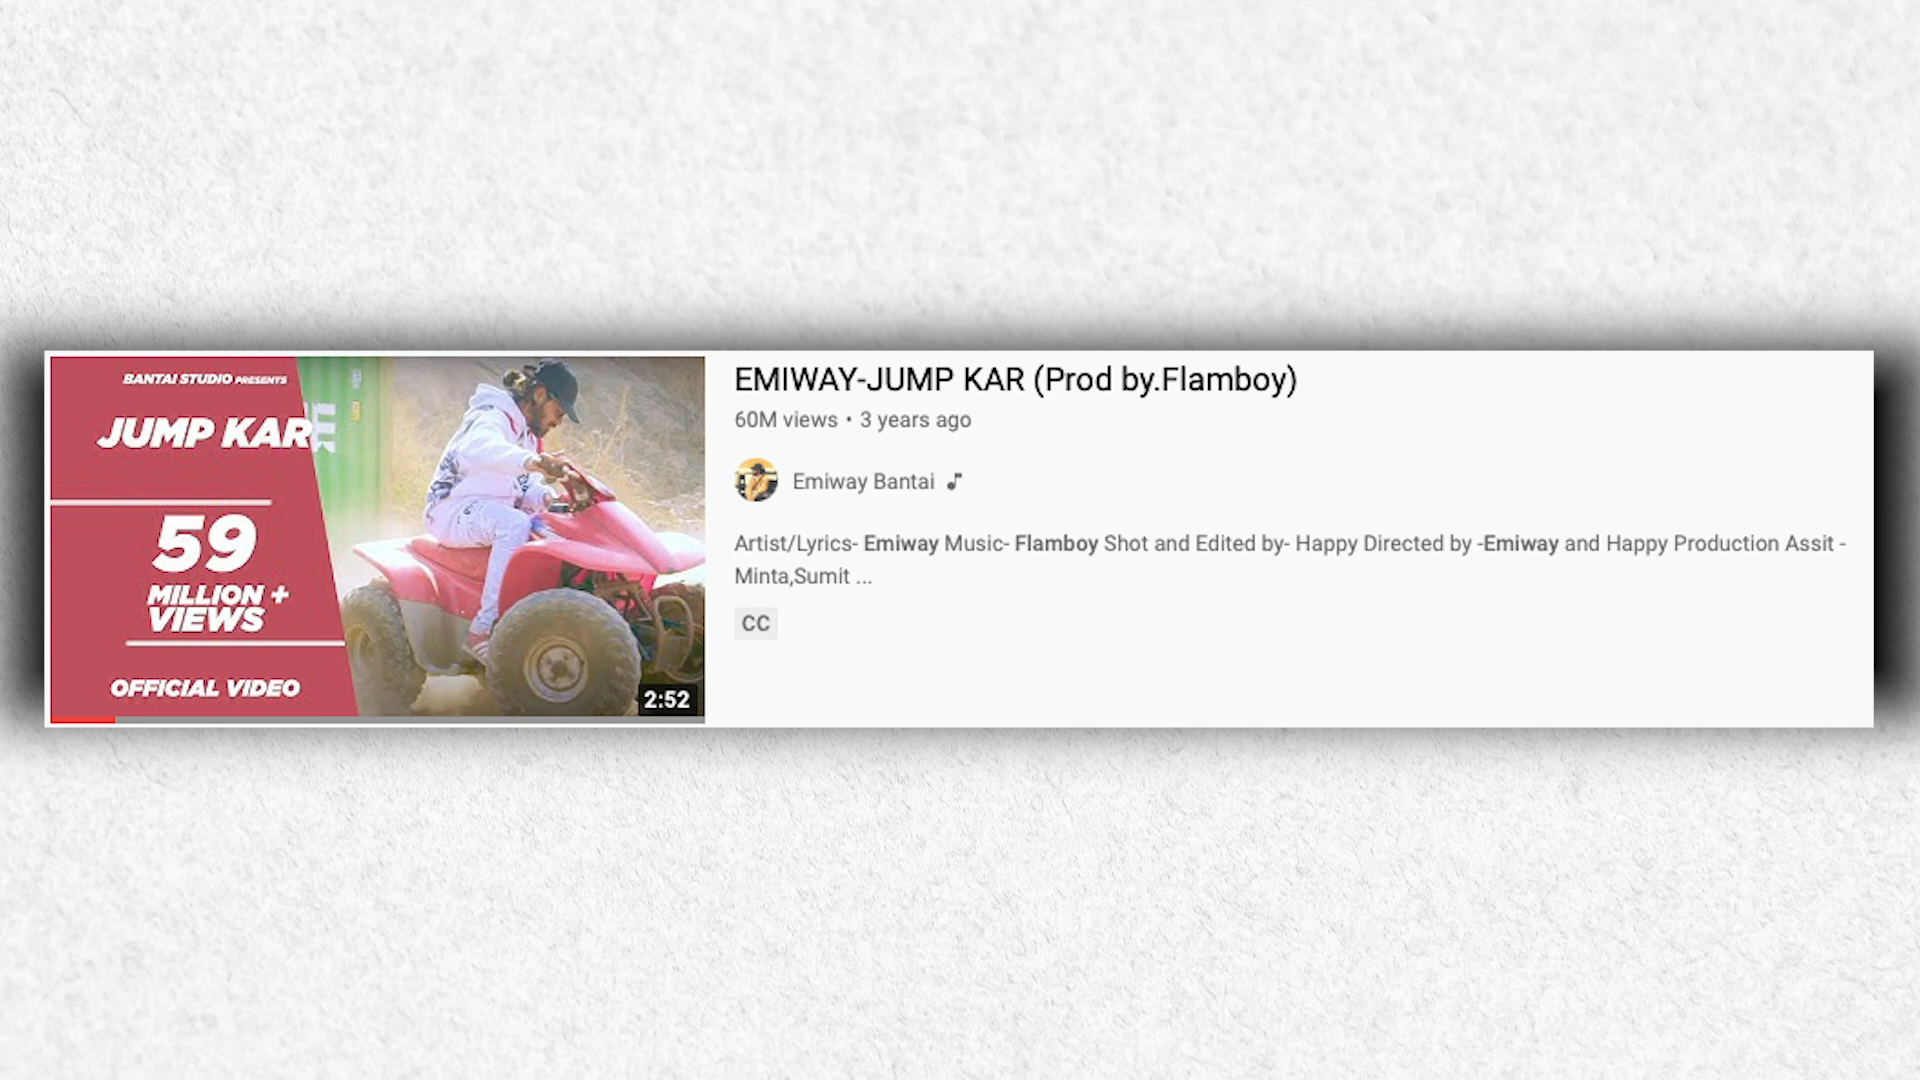 BANTAI STUDIO PRESENTS
JUMP KAR
59
MILLION +
VIEWS
OFFICIAL VIDEO
2:52
EMIWAY-JUMP KAR (Prod by.Flamboy)
60M views • 3 years ago
Emiway Bantai
Artist/Lyrics- Emiway Music- Flamboy Shot and Edited by- Happy Directed by -Emiway and Happy Production Assit -
Minta,Sumit ...
CC